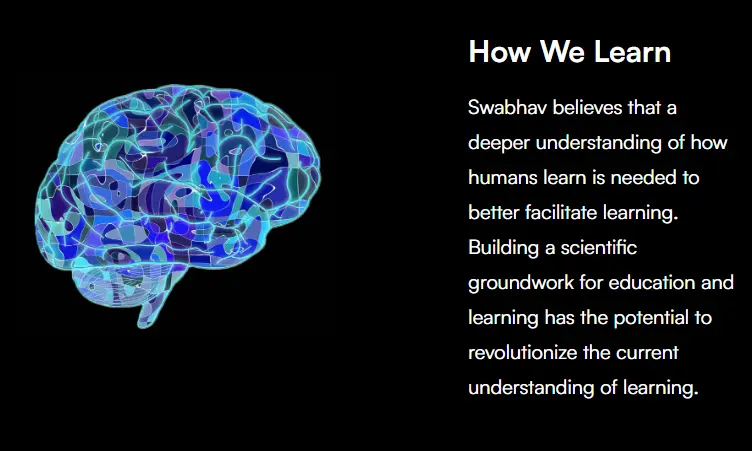 How We Learn
Swabhav believes that a
deeper understanding of how
humans learn is needed to
better facilitate learning.
Building a scientific
groundwork for education and
learning has the potential to
revolutionize the current
understanding of learning.